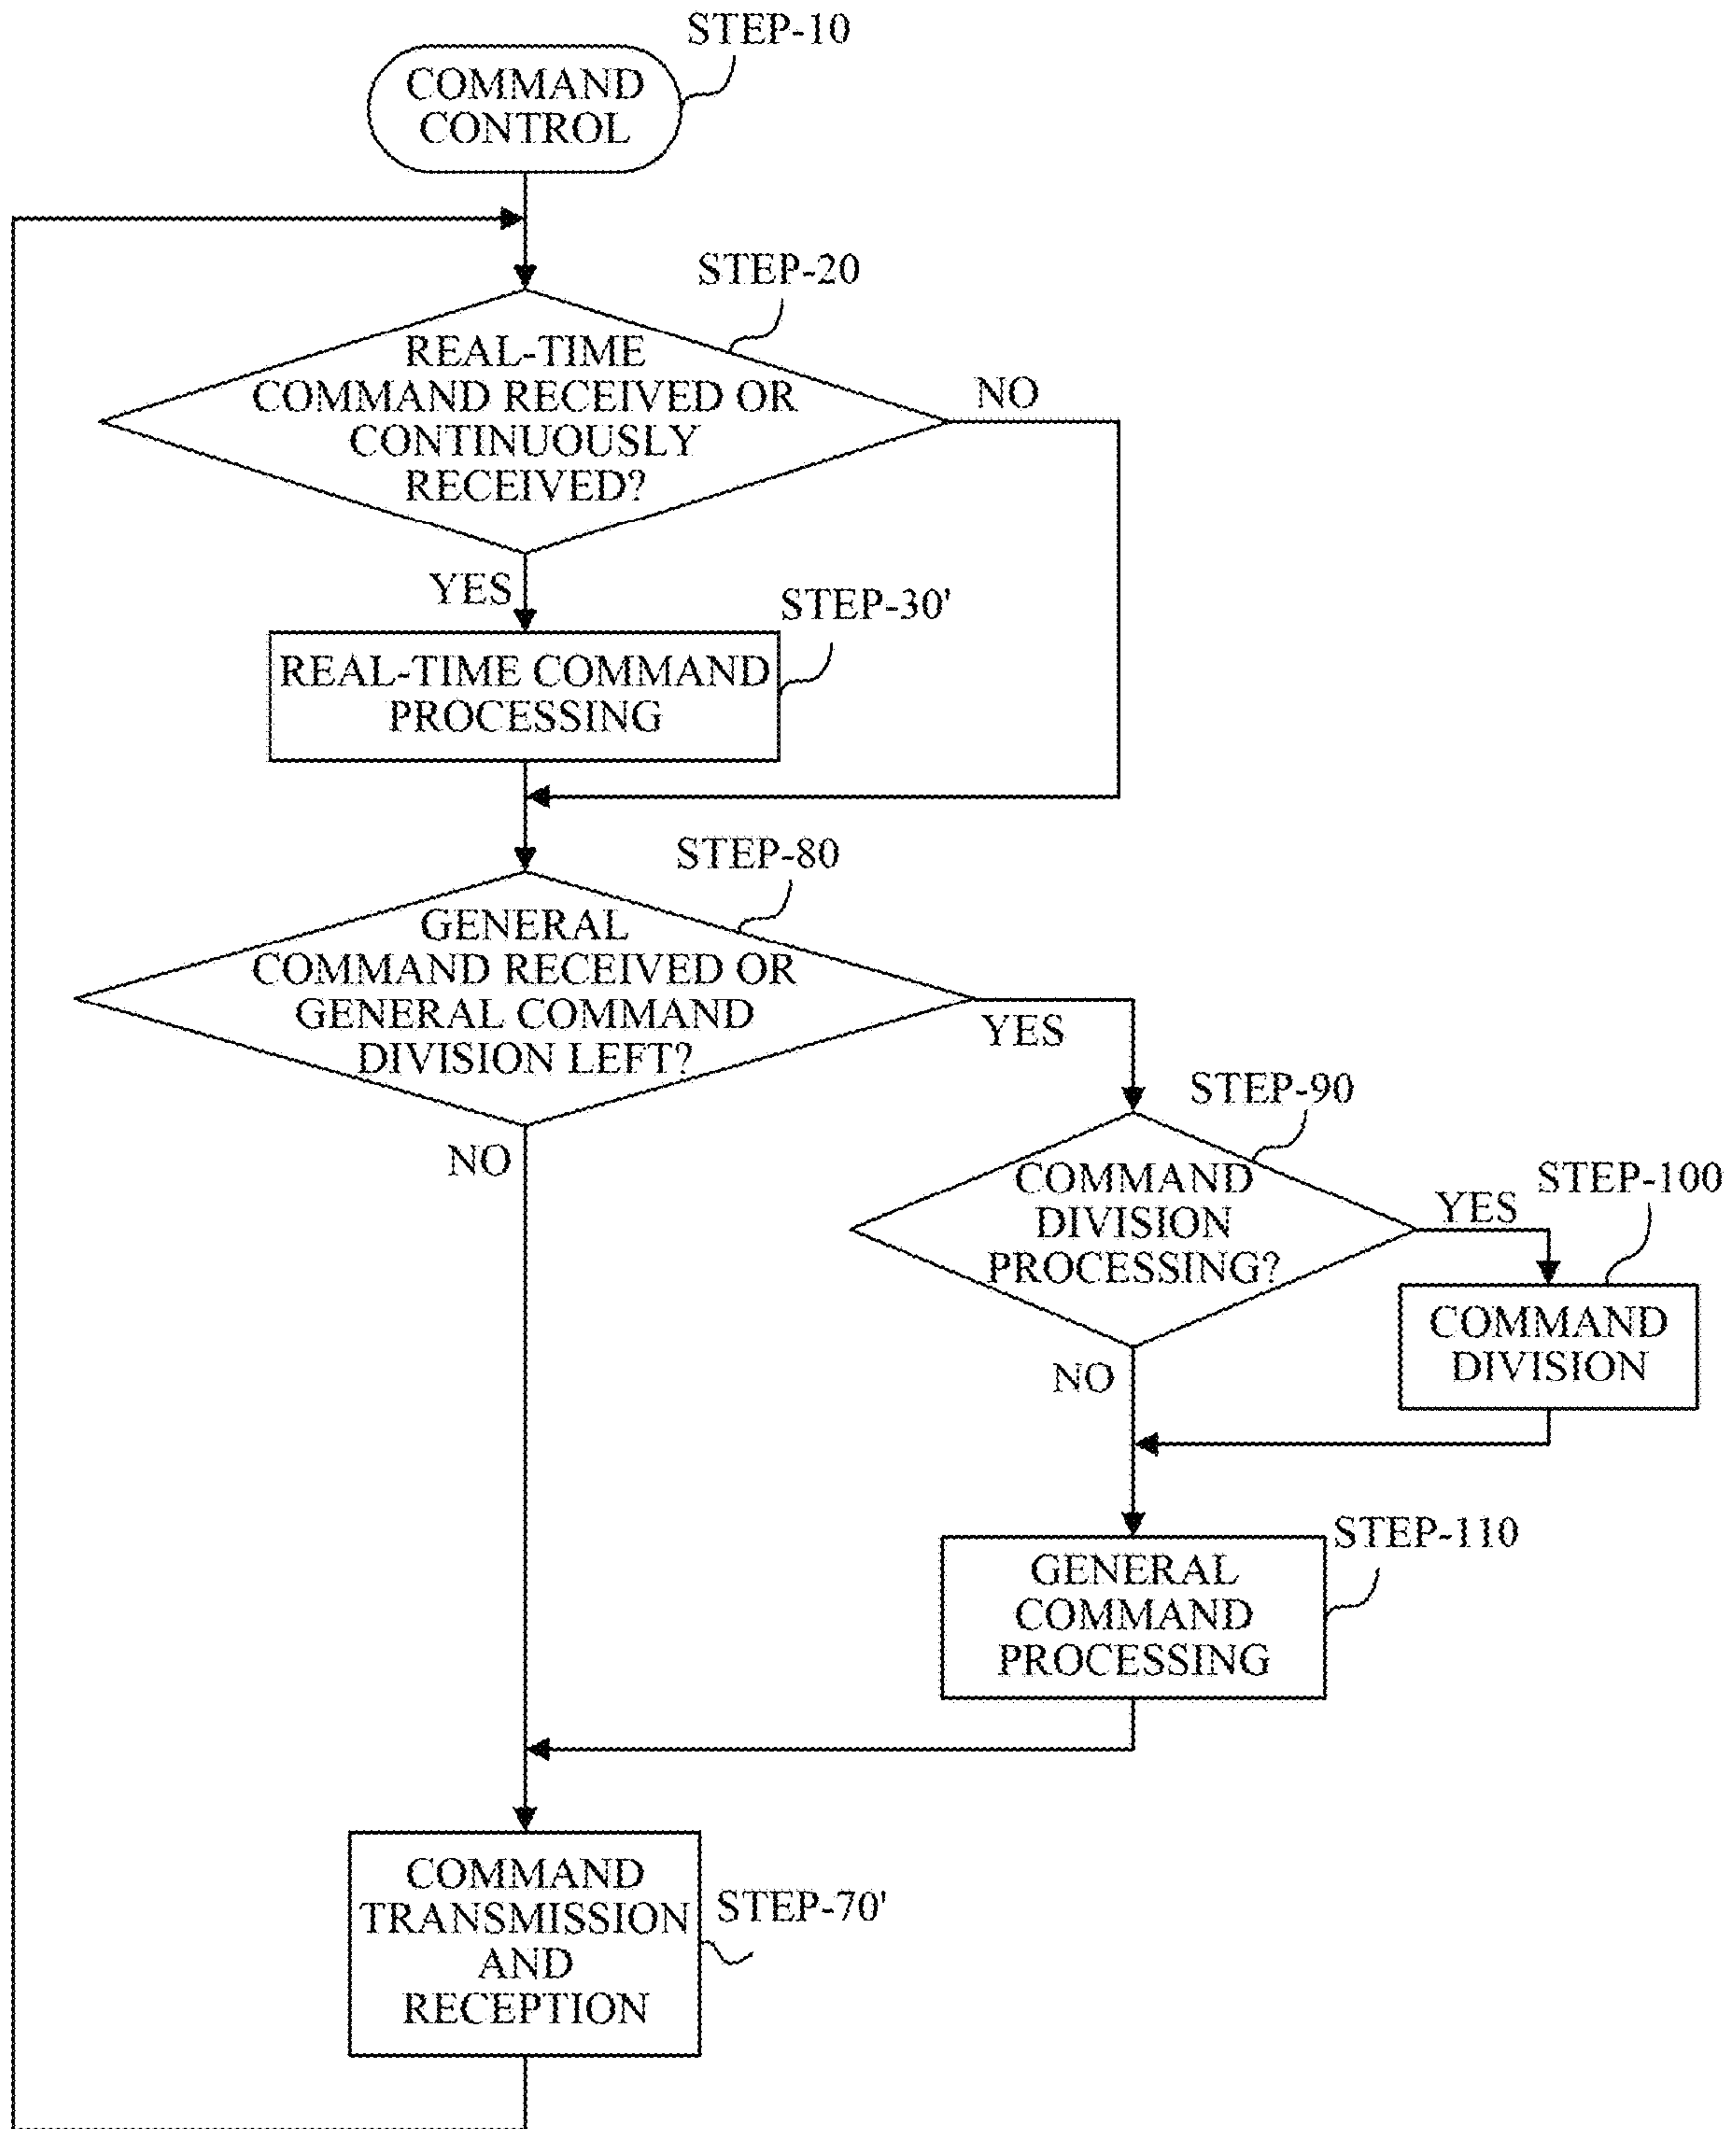 STEP-10
COMMAND
CONTROL
STEP-20
REAL-TIME
COMMAND RECEIVED OR
CONTINUOUSLY
RECEIVED?
NO
YES
STEP-30'
REAL-TIME COMMAND
PROCESSING
STEP-80
GENERAL
COMMAND RECEIVED OR
GENERAL COMMAND
DIVISION LEFT?
YES
NO
STEP-90
COMMAND
DIVISION
PROCESSING?
YES
STEP-100
COMMAND
DIVISION
NO
STEP-110
GENERAL
COMMAND
PROCESSING
COMMAND
TRANSMISSION
AND
RECEPTION
STEP-70'